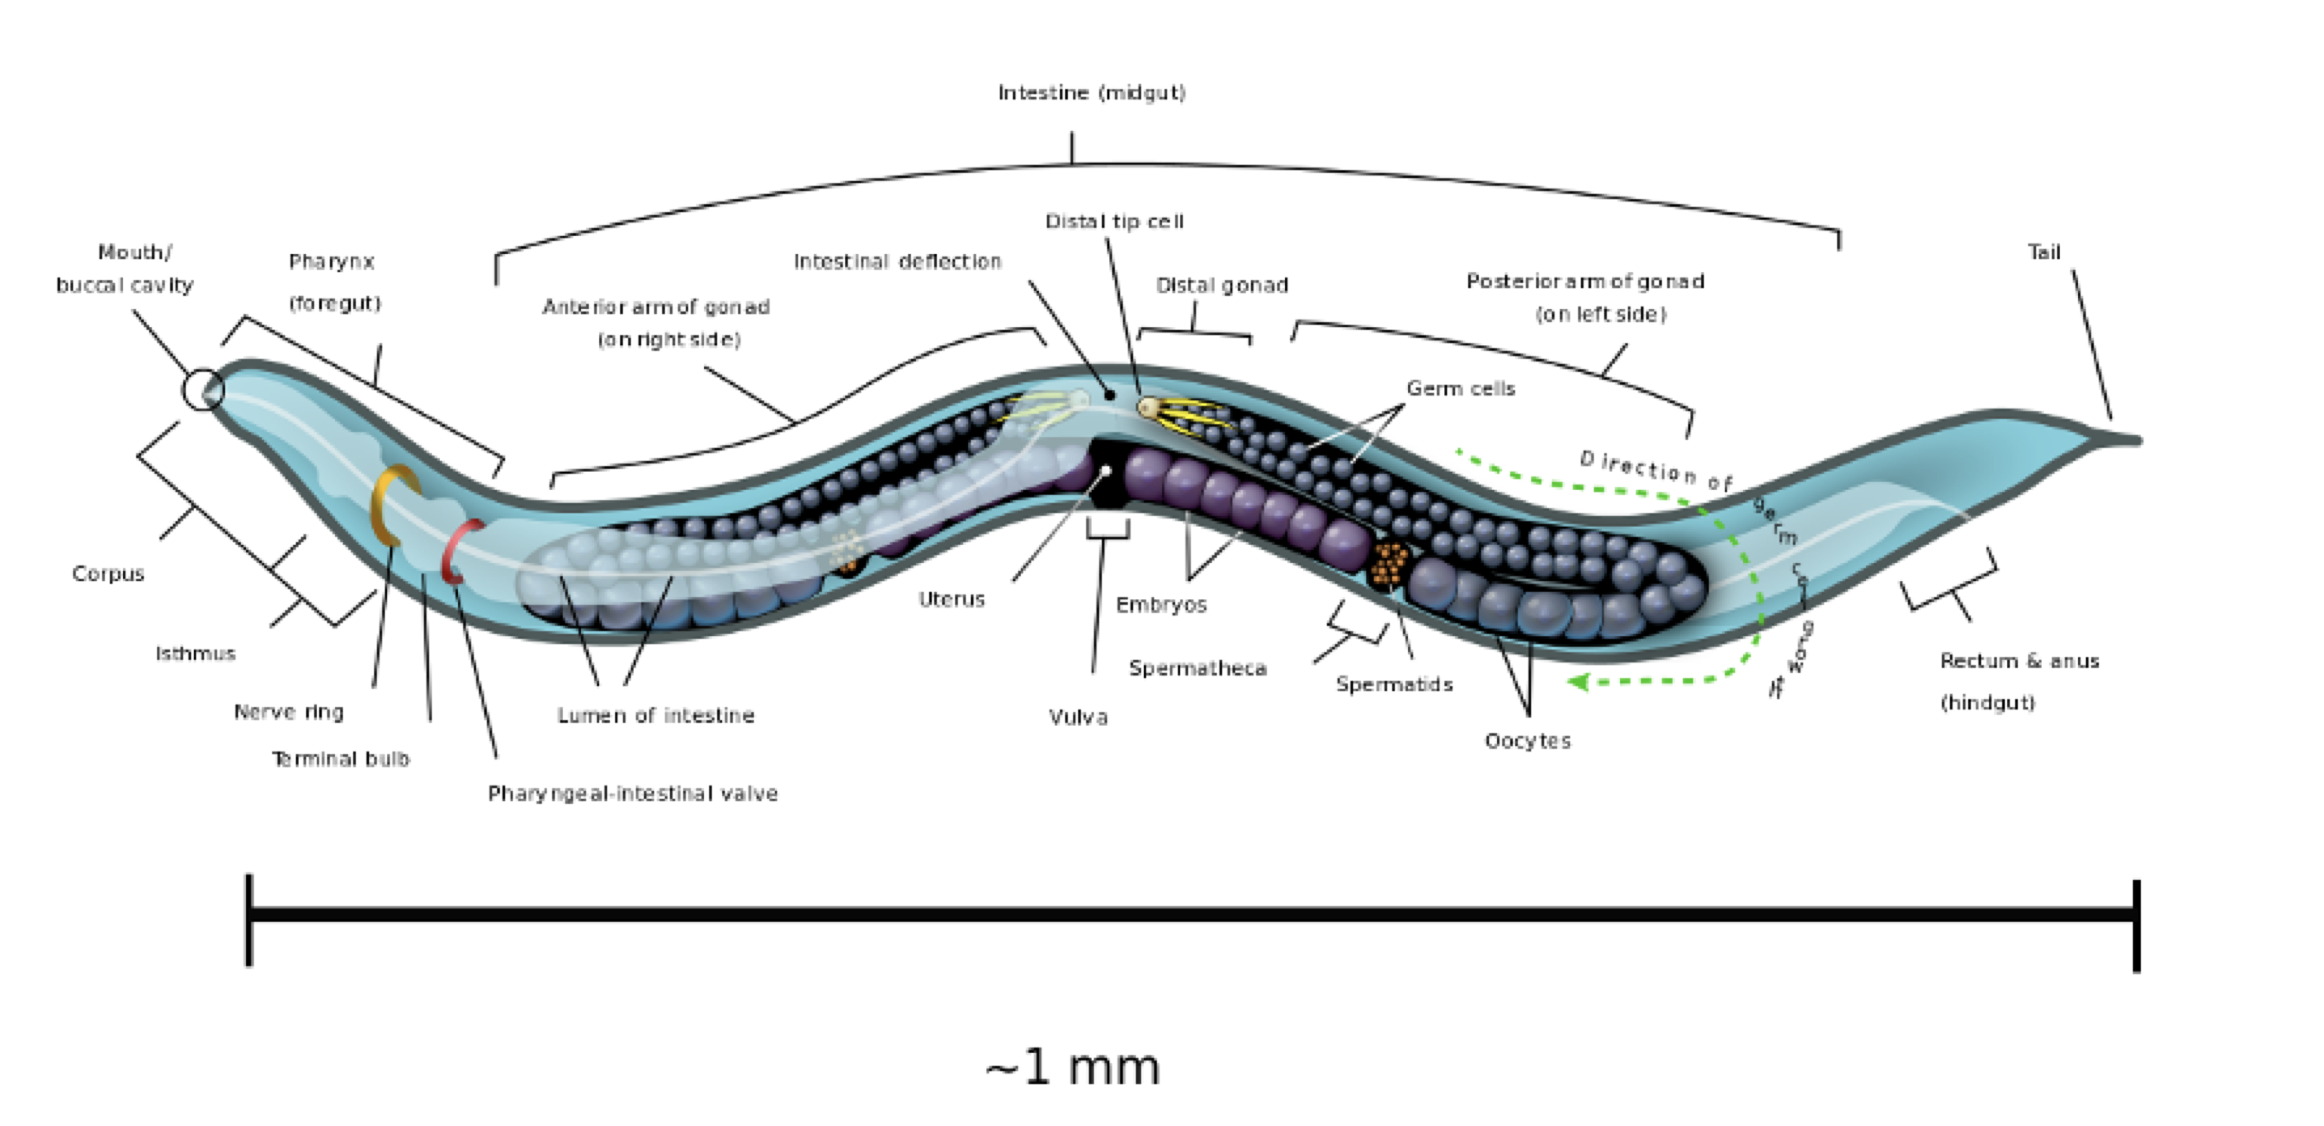 Intestine (midgut)
Distal tip cell
Mouth/
buccal cavity
Pharynx
(foregut)
Intestinal deflection
Tail
Distal gonad
Posterior arm of gonad
(on left side)
Anterior arm of gonad
(on right side)
Germ cells
Direction of germ cell growth
Corpus
Isthmus
Uterus
Embryos
Spermatheca
Spermatids
Rectum & anus
(hindgut)
Nerve ring
Lumen of intestine
Vulva
Oocytes
Terminal bulb
Pharyngeal-intestinal valve
~1 mm